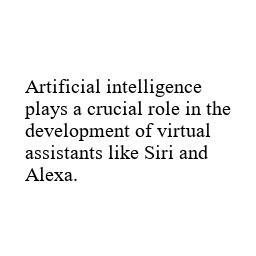 Artificial intelligence
plays a crucial role in the
development of virtual
assistants like Siri and
Alexa.